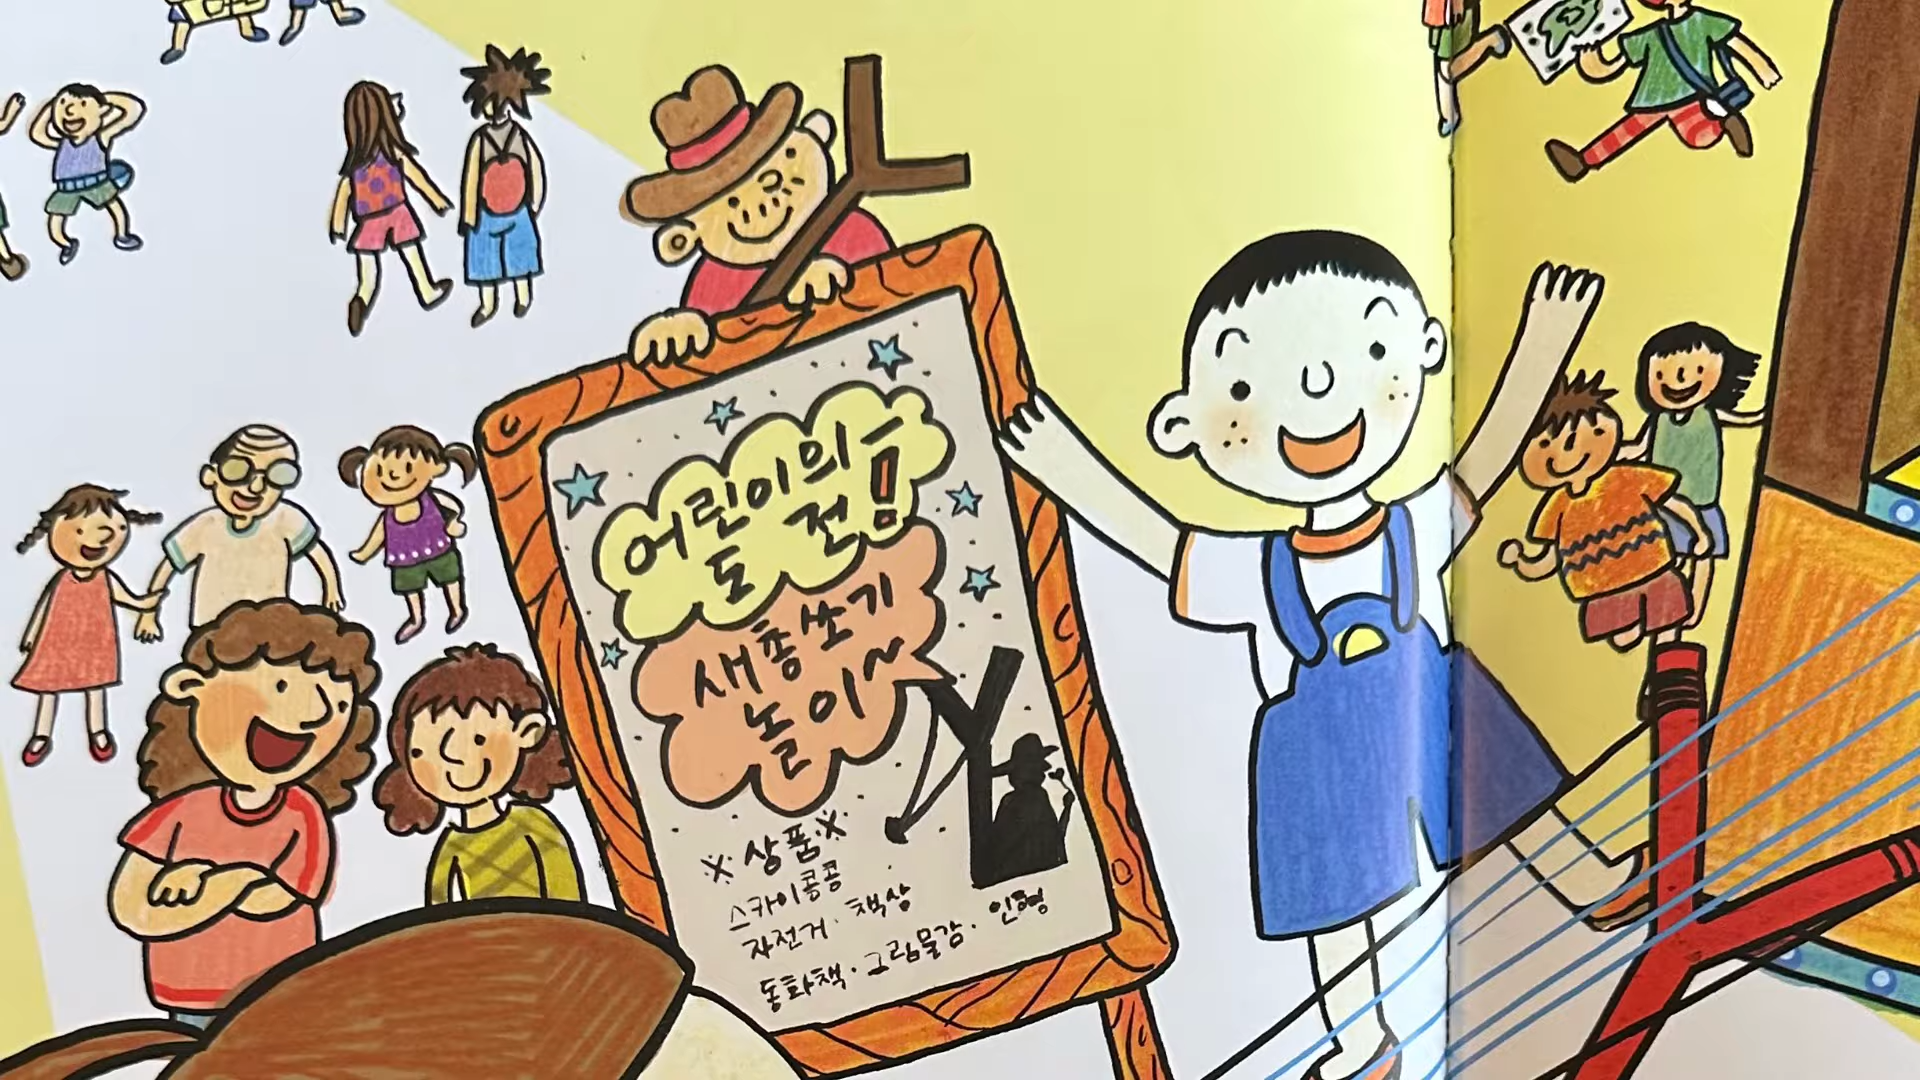 어린이의
도전!
새총쏘기
놀이~
※상품※
스카이콩콩
자전거·책상
동화책·그림물감·인형